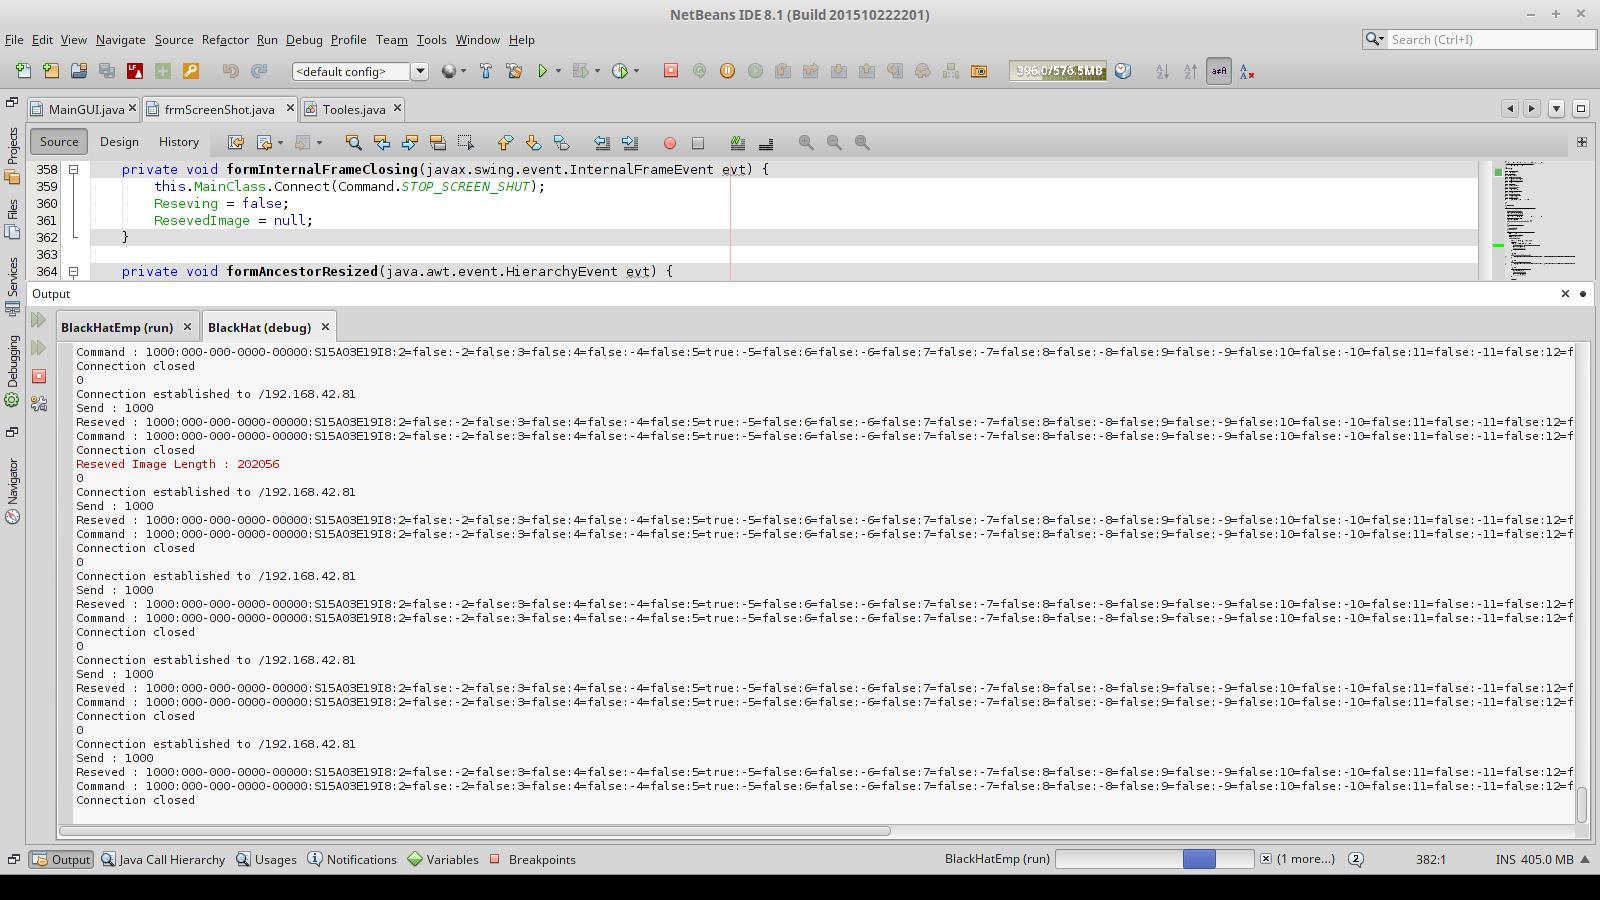 NetBeans IDE 8.1 (Build 201510222201)
File Edit View Navigate Source Refactor Run Debug Profile Team Tools Window Help
Search (Ctrl+I)
<default config>
396.0/576.5MB
MainGUI.java frmScreenShot.java Tooles.java
Source Design History
Projects
Files
Services
Debugging
Navigator
358 private void formInternalFrameClosing(javax.swing.event.InternalFrameEvent evt) {
359 this.MainClass.Connect(Command.STOP_SCREEN_SHUT);
360 Reseving = false;
361 ResevedImage = null;
362 }
363
364 private void formAncestorResized(java.awt.event.HierarchyEvent evt) {
Output
BlackHatEmp (run) BlackHat (debug)
Command : 1000:000-000-0000-00000:S15A03E19I8:2=false:-2=false:3=false:4=false:-4=false:5=true:-5=false:6=false:-6=false:7=false:-7=false:8=false:-8=false:9=false:-9=false:10=false:-10=false:11=false:-11=false:12=f
Connection closed
0
Connection established to /192.168.42.81
Send : 1000
Reseved : 1000:000-000-0000-00000:S15A03E19I8:2=false:-2=false:3=false:4=false:-4=false:5=true:-5=false:6=false:-6=false:7=false:-7=false:8=false:-8=false:9=false:-9=false:10=false:-10=false:11=false:-11=false:12=f
Command : 1000:000-000-0000-00000:S15A03E19I8:2=false:-2=false:3=false:4=false:-4=false:5=true:-5=false:6=false:-6=false:7=false:-7=false:8=false:-8=false:9=false:-9=false:10=false:-10=false:11=false:-11=false:12=f
Connection closed
Reseved Image Length : 202056
0
Connection established to /192.168.42.81
Send : 1000
Reseved : 1000:000-000-0000-00000:S15A03E19I8:2=false:-2=false:3=false:4=false:-4=false:5=true:-5=false:6=false:-6=false:7=false:-7=false:8=false:-8=false:9=false:-9=false:10=false:-10=false:11=false:-11=false:12=f
Command : 1000:000-000-0000-00000:S15A03E19I8:2=false:-2=false:3=false:4=false:-4=false:5=true:-5=false:6=false:-6=false:7=false:-7=false:8=false:-8=false:9=false:-9=false:10=false:-10=false:11=false:-11=false:12=f
Connection closed
0
Connection established to /192.168.42.81
Send : 1000
Reseved : 1000:000-000-0000-00000:S15A03E19I8:2=false:-2=false:3=false:4=false:-4=false:5=true:-5=false:6=false:-6=false:7=false:-7=false:8=false:-8=false:9=false:-9=false:10=false:-10=false:11=false:-11=false:12=f
Command : 1000:000-000-0000-00000:S15A03E19I8:2=false:-2=false:3=false:4=false:-4=false:5=true:-5=false:6=false:-6=false:7=false:-7=false:8=false:-8=false:9=false:-9=false:10=false:-10=false:11=false:-11=false:12=f
Connection closed
0
Connection established to /192.168.42.81
Send : 1000
Reseved : 1000:000-000-0000-00000:S15A03E19I8:2=false:-2=false:3=false:4=false:-4=false:5=true:-5=false:6=false:-6=false:7=false:-7=false:8=false:-8=false:9=false:-9=false:10=false:-10=false:11=false:-11=false:12=f
Command : 1000:000-000-0000-00000:S15A03E19I8:2=false:-2=false:3=false:4=false:-4=false:5=true:-5=false:6=false:-6=false:7=false:-7=false:8=false:-8=false:9=false:-9=false:10=false:-10=false:11=false:-11=false:12=f
Connection closed
0
Connection established to /192.168.42.81
Send : 1000
Reseved : 1000:000-000-0000-00000:S15A03E19I8:2=false:-2=false:3=false:4=false:-4=false:5=true:-5=false:6=false:-6=false:7=false:-7=false:8=false:-8=false:9=false:-9=false:10=false:-10=false:11=false:-11=false:12=f
Command : 1000:000-000-0000-00000:S15A03E19I8:2=false:-2=false:3=false:4=false:-4=false:5=true:-5=false:6=false:-6=false:7=false:-7=false:8=false:-8=false:9=false:-9=false:10=false:-10=false:11=false:-11=false:12=f
Connection closed
Output Java Call Hierarchy Usages Notifications Variables Breakpoints BlackHatEmp (run) (1 more...) 2 382:1 INS 405.0 MB